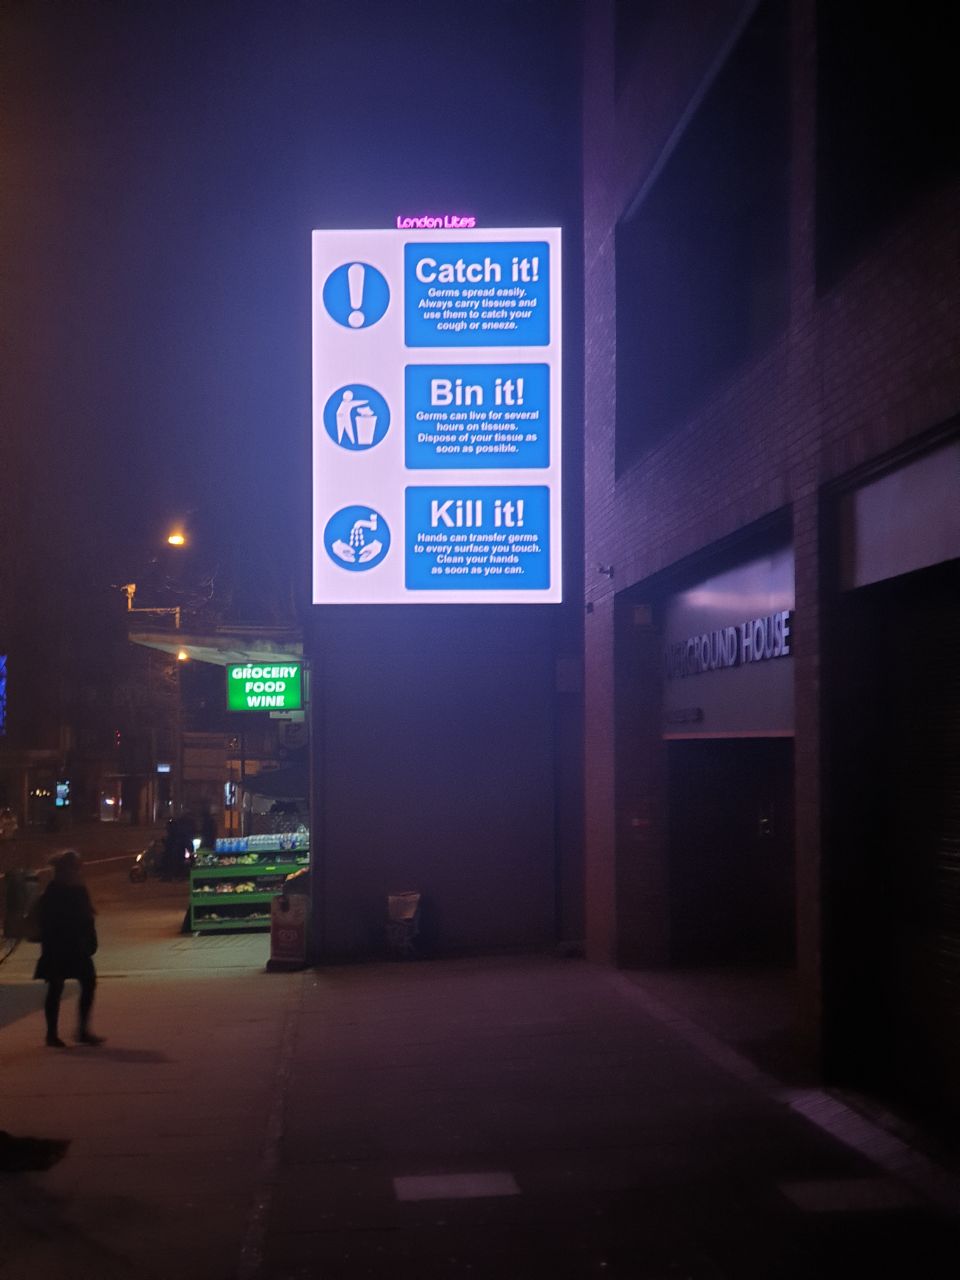 London Lites
Catch it!
Germs spread easily.
Always carry tissues and
use them to catch your
cough or sneeze.
Bin it!
Germs can live for several
hours on tissues.
Dispose of your tissue as
soon as possible.
Kill it!
Hands can transfer germs
to every surface you touch.
Clean your hands
as soon as you can.
GROCERY
FOOD
WINE
HOUSE